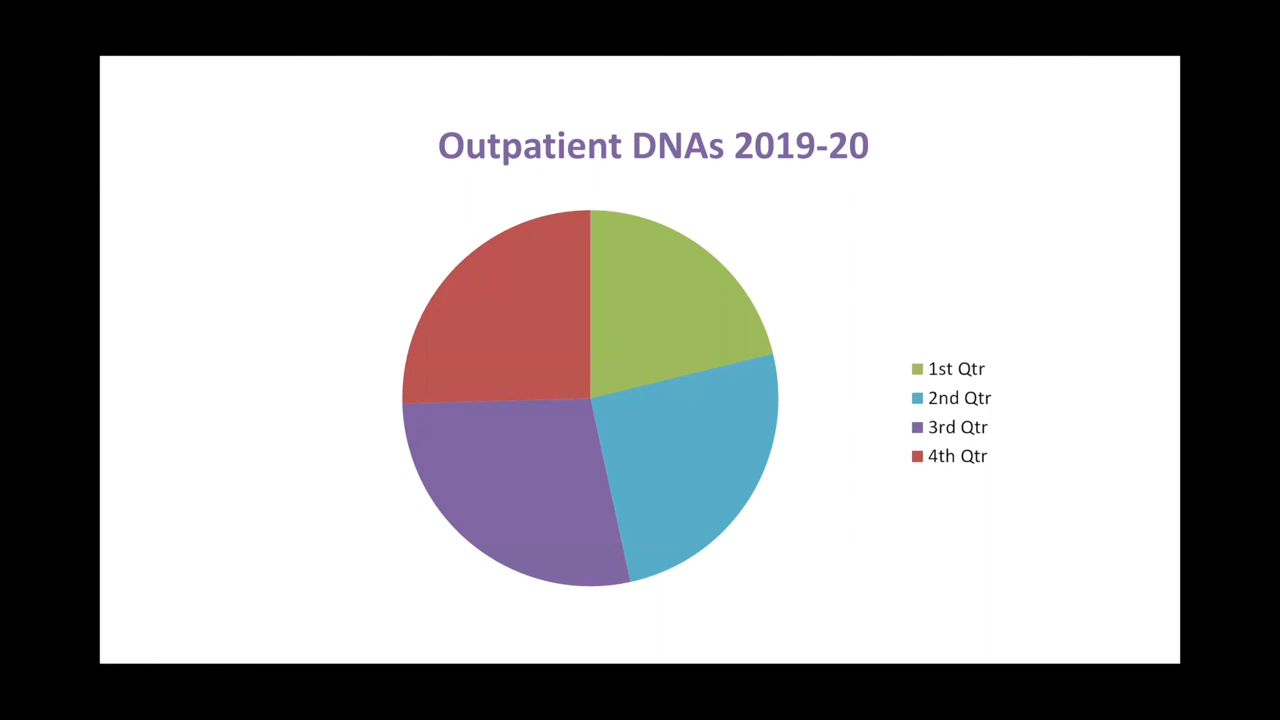 Outpatient DNAs 2019-20
1st Qtr
2nd Qtr
3rd Qtr
4th Qtr